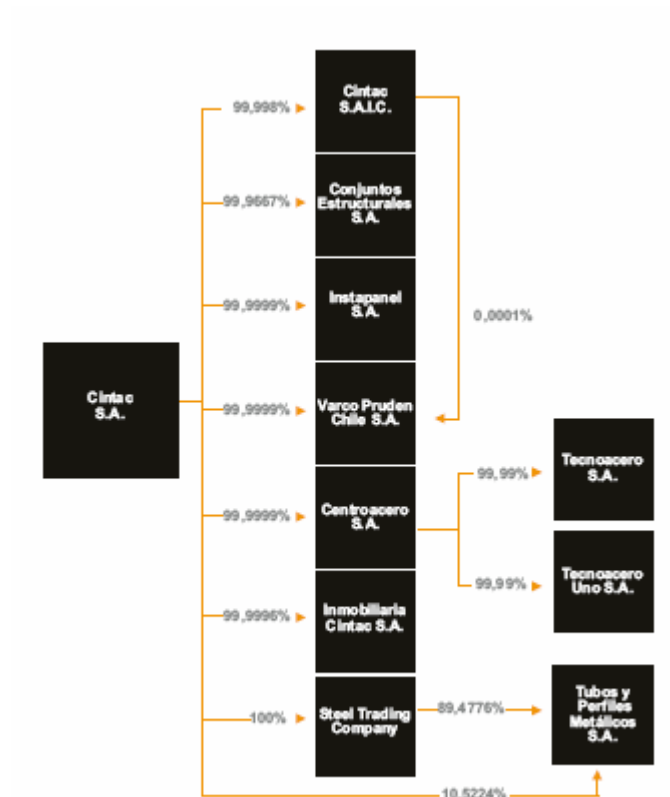 Cintac
S.A.I.C.
99,998%
Conjuntos
Estructurales
S.A.
99,9667%
Instapanel
S.A.
99,9999%
0,0001%
Cintac
S.A.
Varco Pruden
Chile S.A.
99,9999%
Tecnoacero
S.A.
99,99%
Centroacero
S.A.
99,9999%
Tecnoacero
Uno S.A.
99,99%
Inmobiliaria
Cintac S.A.
99,9996%
Steel Trading
Company
100%
89,4776%
Tubos y
Perfiles
Metálicos
S.A.
10,5224%